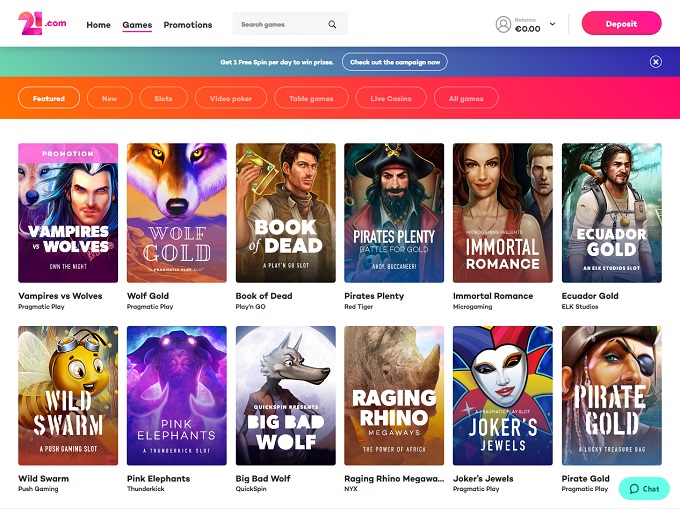 21.com
Home
Games
Promotions
Search games...
Balance
€0.00
Deposit
Get 1 Free Spin per day to win prizes.
Check out the campaign now
Featured
New
Slots
Video poker
Table games
Live Casino
All games
PROMOTION
VAMPIRES
VS WOLVES
OWN THE NIGHT
WOLF
GOLD
A PRAGMATIC PLAY SLOT
BOOK
of DEAD
A PLAY'N GO SLOT
PIRATES PLENTY
BATTLE FOR GOLD
AHOY, BUCCANEER!
MICROGAMING PRESENTS
IMMORTAL
ROMANCE
ECUADOR
GOLD
AN ELK STUDIOS SLOT
Vampires vs Wolves
Pragmatic Play
Wolf Gold
Pragmatic Play
Book of Dead
Play'n GO
Pirates Plenty
Red Tiger
Immortal Romance
Microgaming
Ecuador Gold
ELK Studios
WILD
SWARM
A PUSH GAMING SLOT
PINK
ELEPHANTS
A THUNDERKICK SLOT
QUICKSPIN PRESENTS
BIG BAD
WOLF
RAGING
RHINO
MEGAWAYS
THE POWER OF AFRICA
A PRAGMATIC PLAY SLOT
JOKER'S
JEWELS
PIRATE
GOLD
A LUCKY TREASURE BAG
Wild Swarm
Push Gaming
Pink Elephants
Thunderkick
Big Bad Wolf
QuickSpin
Raging Rhino Megawa...
NYX
Joker's Jewels
Pragmatic Play
Pirate Gold
Pragmatic Play
Chat